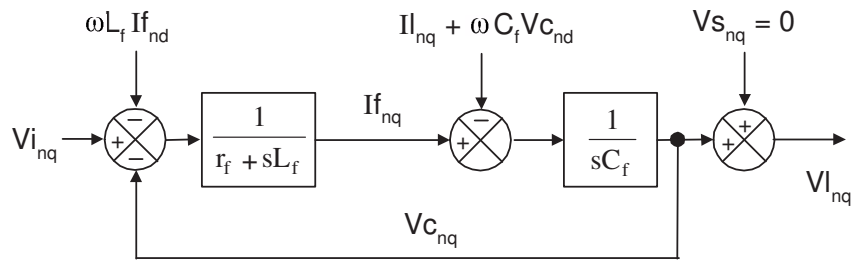 ωL_f If_nd
Il_nq + ωC_f Vc_nd
Vs_nq = 0
Vi_nq
+
−
−
1
r_f + sL_f
If_nq
+
−
1
sC_f
+
+
Vl_nq
Vc_nq